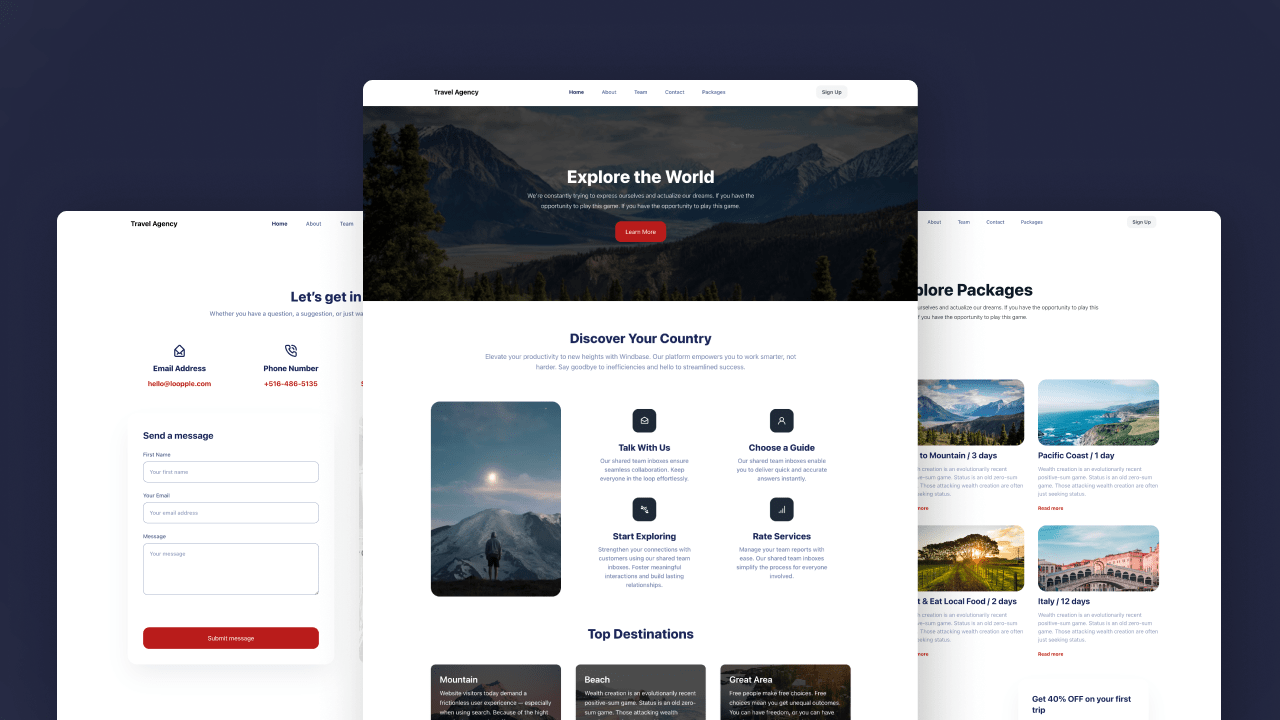 Travel Agency
Home
About
Team
Contact
Packages
Sign Up
Explore the World
We're constantly trying to express ourselves and actualize our dreams. If you have the
opportunity to play this game. If you have the opportunity to play this game.
Learn More
Discover Your Country
Elevate your productivity to new heights with Windbase. Our platform empowers you to work smarter, not
harder. Say goodbye to inefficiencies and hello to streamlined success.
Talk With Us
Our shared team inboxes ensure
seamless collaboration. Keep
everyone in the loop effortlessly.
Choose a Guide
Our shared team inboxes enable
you to deliver quick and accurate
answers instantly.
Start Exploring
Strengthen your connections with
customers using our shared team
inboxes. Foster meaningful
interactions and build lasting
relationships.
Rate Services
Manage your team reports with
ease. Our shared team inboxes
simplify the process for everyone
involved.
Top Destinations
Mountain
Website visitors today demand a
frictionless user expericence — especially
when using search. Because of the hight
Beach
Wealth creation is an evolutionarily recent
positive-sum game. Status is an old zero-
sum game. Those attacking wealth
Great Area
Free people make free choices. Free
choices mean you get unequal outcomes.
You can have freedom, or you can have
Travel Agency
Home
About
Team
Let's get in
Whether you have a question, a suggestion, or just wa
Email Address
hello@loopple.com
Phone Number
+516-486-5135
Send a message
First Name
Your first name
Your Email
Your email address
Message
Your message
Submit message
About
Team
Contact
Packages
Sign Up
plore Packages
urselves and actualize our dreams. If you have the opportunity to play this
f you have the opportunity to play this game.
to Mountain / 3 days
h creation is an evolutionarily recent
ve-sum game. Status is an old zero-sum
. Those attacking wealth creation are often
eeking status.
more
Pacific Coast / 1 day
Wealth creation is an evolutionarily recent
positive-sum game. Status is an old zero-sum
game. Those attacking wealth creation are often
just seeking status.
Read more
t & Eat Local Food / 2 days
h creation is an evolutionarily recent
ve-sum game. Status is an old zero-sum
. Those attacking wealth creation are often
eeking status.
more
Italy / 12 days
Wealth creation is an evolutionarily recent
positive-sum game. Status is an old zero-sum
game. Those attacking wealth creation are often
just seeking status.
Read more
Get 40% OFF on your first
trip